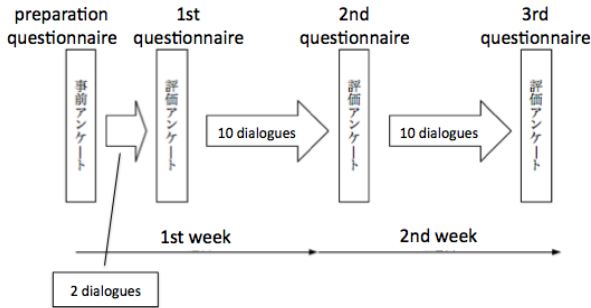 preparation
questionnaire
1st
questionnaire
2nd
questionnaire
3rd
questionnaire
事前アンケート
評価アンケート
10 dialogues
評価アンケート
10 dialogues
評価アンケート
1st week
2nd week
2 dialogues